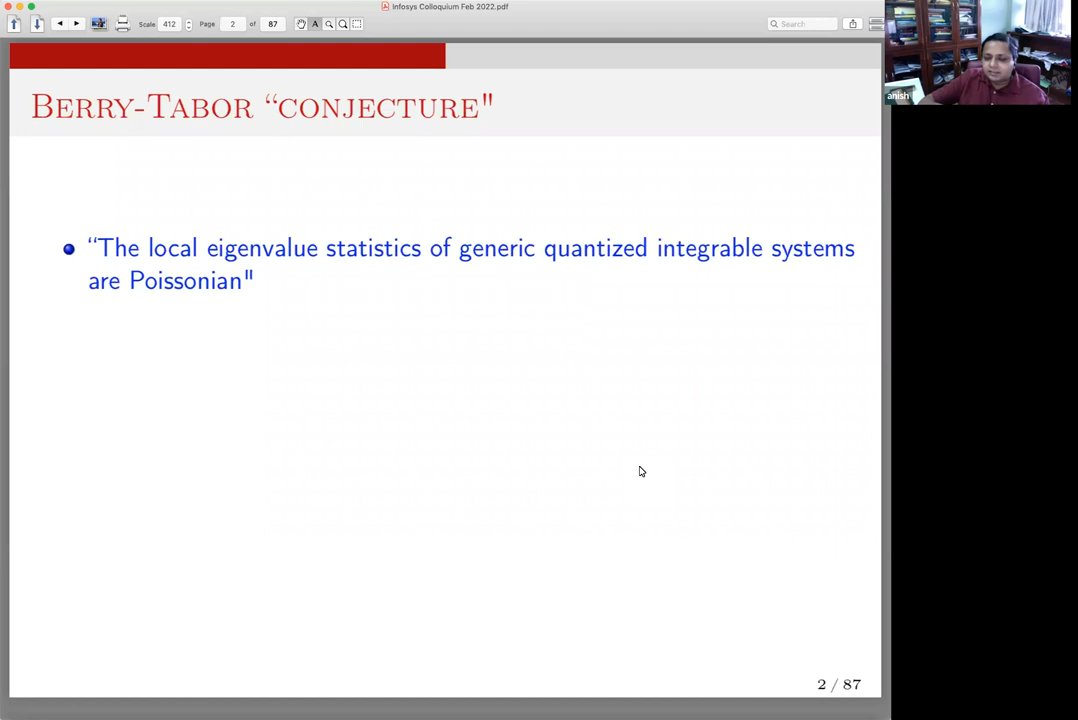 Infosys Colloquium Feb 2022.pdf
Scale 412 Page 2 of 87 A Search
anish
BERRY-TABOR “CONJECTURE"
“The local eigenvalue statistics of generic quantized integrable systems
are Poissonian"
2 / 87